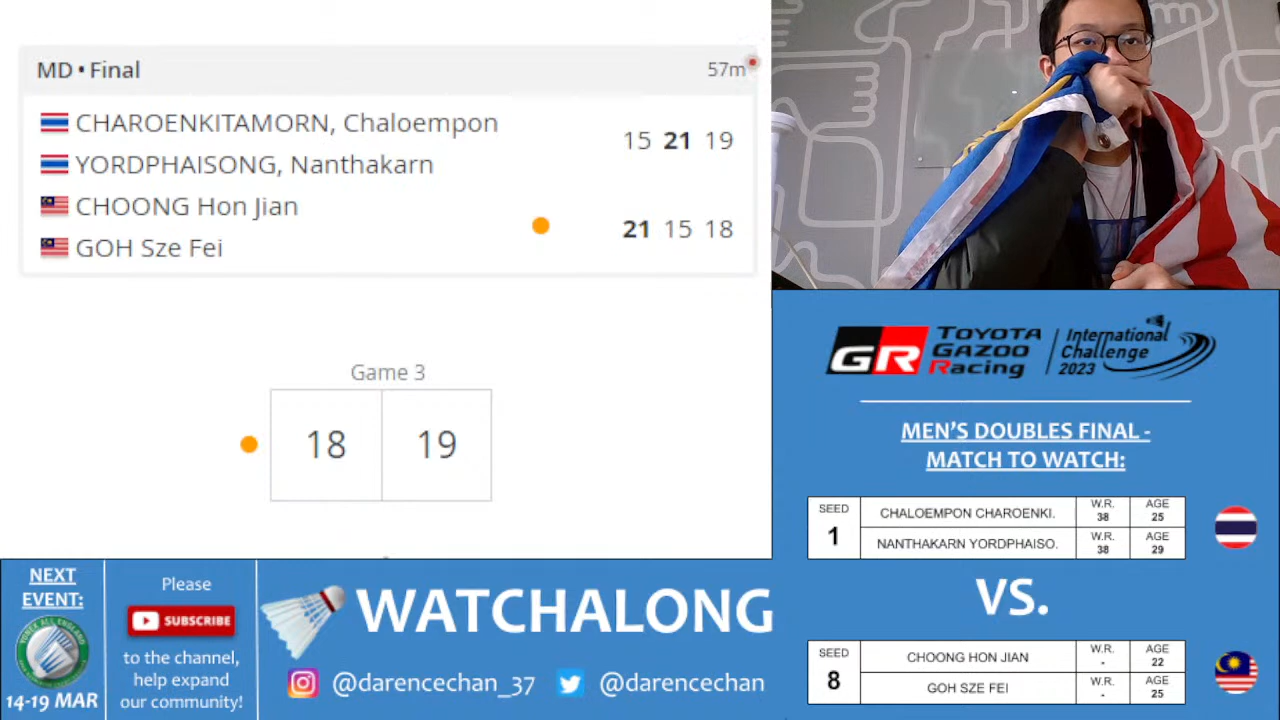 MD • Final
57m
CHAROENKITAMORN, Chaloempon
YORDPHAISONG, Nanthakarn
15 21 19
CHOONG Hon Jian
GOH Sze Fei
21 15 18
Game 3
18 19
GR
TOYOTA
GAZOO
Racing
International
Challenge
2023
MEN'S DOUBLES FINAL -
MATCH TO WATCH:
SEED
1
CHALOEMPON CHAROENKI.
W.R.
38
AGE
25
NANTHAKARN YORDPHAISO.
W.R.
38
AGE
29
VS.
SEED
8
CHOONG HON JIAN
W.R.
-
AGE
22
GOH SZE FEI
W.R.
-
AGE
25
NEXT
EVENT:
14-19 MAR
Please
SUBSCRIBE
to the channel,
help expand
our community!
WATCHALONG
@darencechan_37
@darencechan